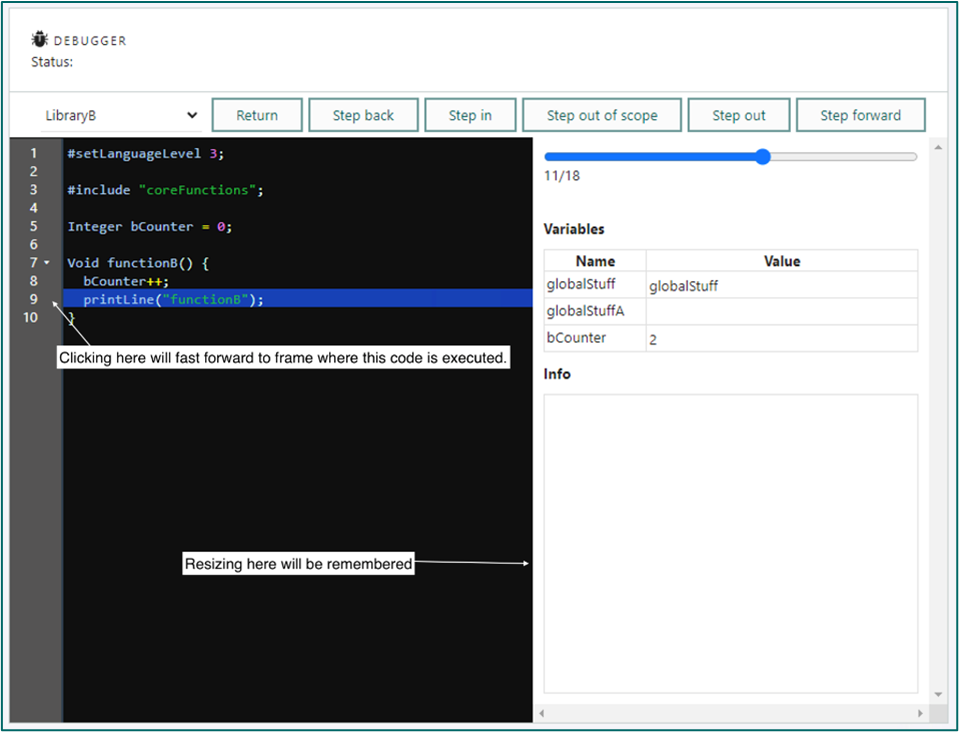 DEBUGGER
Status:
LibraryB Return Step back Step in Step out of scope Step out Step forward
1 #setLanguageLevel 3;
2
3 #include "coreFunctions";
4
5 Integer bCounter = 0;
6
7 Void functionB() {
8 bCounter++;
9 printLine("functionB");
10 }
Clicking here will fast forward to frame where this code is executed.
Resizing here will be remembered
11/18
Variables
Name Value
globalStuff globalStuff
globalStuffA
bCounter 2
Info